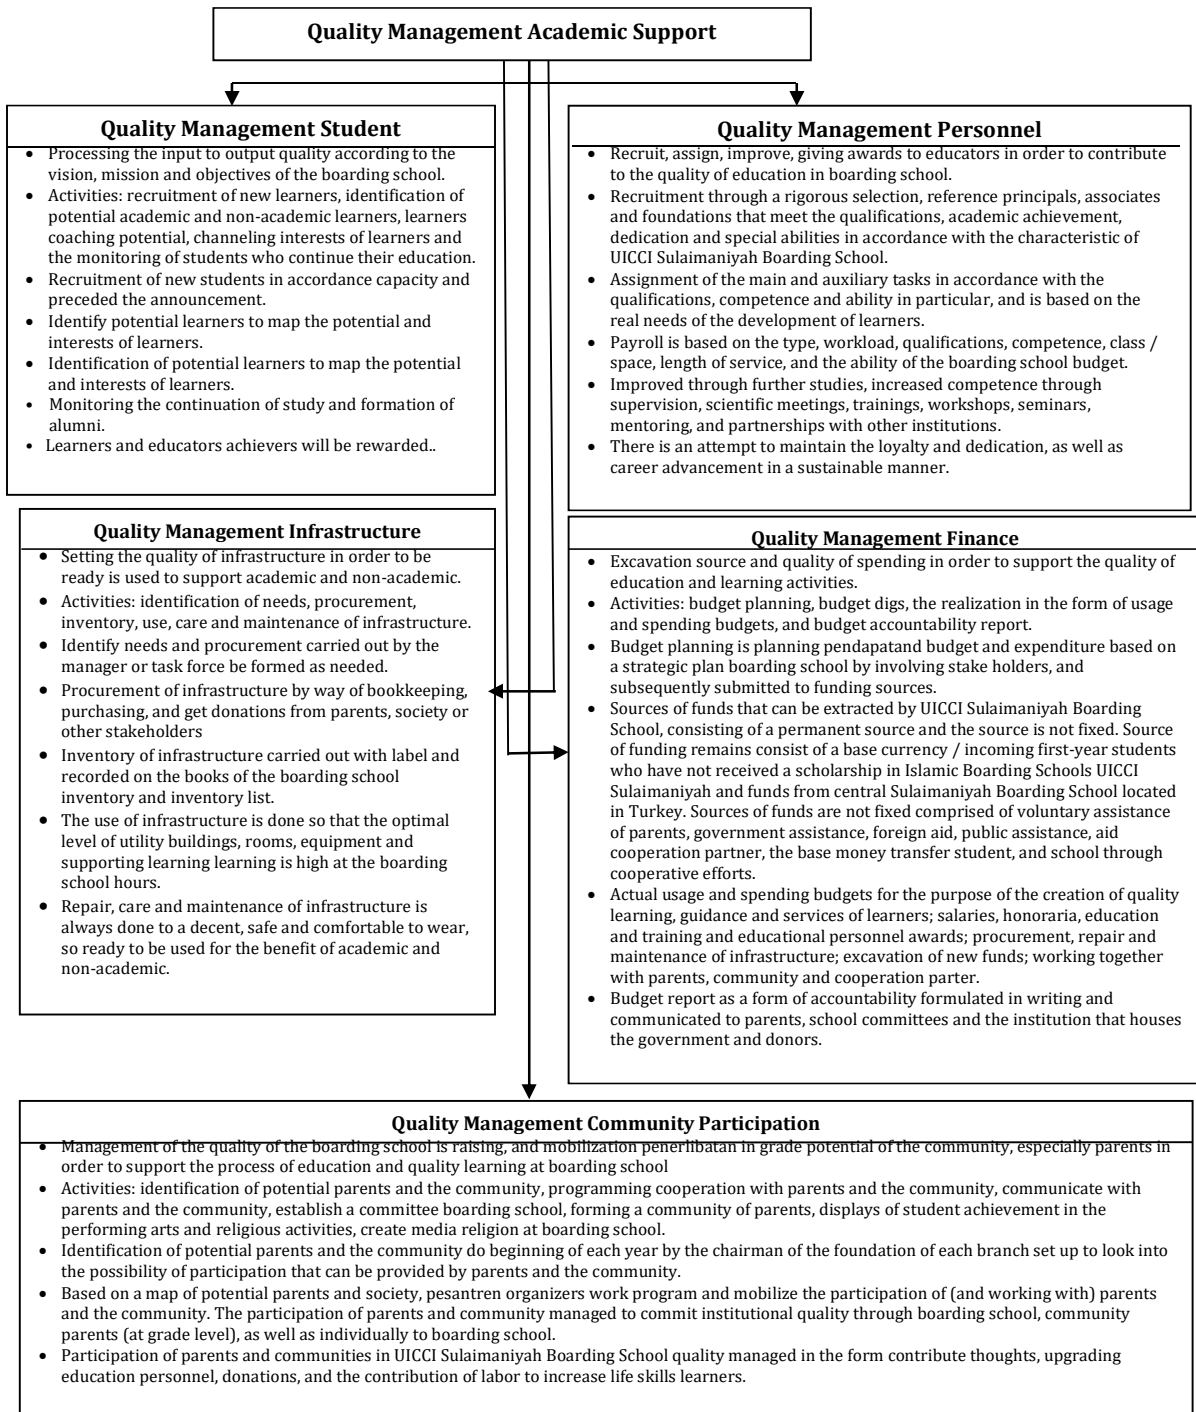 Quality Management Academic Support
Quality Management Student
• Processing the input to output quality according to the
vision, mission and objectives of the boarding school.
• Activities: recruitment of new learners, identification of
potential academic and non-academic learners, learners
coaching potential, channeling interests of learners and
the monitoring of students who continue their education.
• Recruitment of new students in accordance capacity and
preceded the announcement.
• Identify potential learners to map the potential and
interests of learners.
• Identification of potential learners to map the potential
and interests of learners.
• Monitoring the continuation of study and formation of
alumni.
• Learners and educators achievers will be rewarded..
Quality Management Personnel
• Recruit, assign, improve, giving awards to educators in order to contribute
to the quality of education in boarding school.
• Recruitment through a rigorous selection, reference principals, associates
and foundations that meet the qualifications, academic achievement,
dedication and special abilities in accordance with the characteristic of
UICCI Sulaimaniyah Boarding School.
• Assignment of the main and auxiliary tasks in accordance with the
qualifications, competence and ability in particular, and is based on the
real needs of the development of learners.
• Payroll is based on the type, workload, qualifications, competence, class /
space, length of service, and the ability of the boarding school budget.
• Improved through further studies, increased competence through
supervision, scientific meetings, trainings, workshops, seminars,
mentoring, and partnerships with other institutions.
• There is an attempt to maintain the loyalty and dedication, as well as
career advancement in a sustainable manner.
Quality Management Infrastructure
• Setting the quality of infrastructure in order to be
ready is used to support academic and non-academic.
• Activities: identification of needs, procurement,
inventory, use, care and maintenance of infrastructure.
• Identify needs and procurement carried out by the
manager or task force be formed as needed.
• Procurement of infrastructure by way of bookkeeping,
purchasing, and get donations from parents, society or
other stakeholders
• Inventory of infrastructure carried out with label and
recorded on the books of the boarding school
inventory and inventory list.
• The use of infrastructure is done so that the optimal
level of utility buildings, rooms, equipment and
supporting learning learning is high at the boarding
school hours.
• Repair, care and maintenance of infrastructure is
always done to a decent, safe and comfortable to wear,
so ready to be used for the benefit of academic and
non-academic.
Quality Management Finance
• Excavation source and quality of spending in order to support the quality of
education and learning activities.
• Activities: budget planning, budget digs, the realization in the form of usage
and spending budgets, and budget accountability report.
• Budget planning is planning pendapatand budget and expenditure based on
a strategic plan boarding school by involving stake holders, and
subsequently submitted to funding sources.
• Sources of funds that can be extracted by UICCI Sulaimaniyah Boarding
School, consisting of a permanent source and the source is not fixed. Source
of funding remains consist of a base currency / incoming first-year students
who have not received a scholarship in Islamic Boarding Schools UICCI
Sulaimaniyah and funds from central Sulaimaniyah Boarding School located
in Turkey. Sources of funds are not fixed comprised of voluntary assistance
of parents, government assistance, foreign aid, public assistance, aid
cooperation partner, the base money transfer student, and school through
cooperative efforts.
• Actual usage and spending budgets for the purpose of the creation of quality
learning, guidance and services of learners; salaries, honoraria, education
and training and educational personnel awards; procurement, repair and
maintenance of infrastructure; excavation of new funds; working together
with parents, community and cooperation parter.
• Budget report as a form of accountability formulated in writing and
communicated to parents, school committees and the institution that houses
the government and donors.
Quality Management Community Participation
• Management of the quality of the boarding school is raising, and mobilization penerlibatan in grade potential of the community, especially parents in
order to support the process of education and quality learning at boarding school
• Activities: identification of potential parents and the community, programming cooperation with parents and the community, communicate with
parents and the community, establish a committee boarding school, forming a community of parents, displays of student achievement in the
performing arts and religious activities, create media religion at boarding school.
• Identification of potential parents and the community do beginning of each year by the chairman of the foundation of each branch set up to look into
the possibility of participation that can be provided by parents and the community.
• Based on a map of potential parents and society, pesantren organizers work program and mobilize the participation of (and working with) parents
and the community. The participation of parents and community managed to commit institutional quality through boarding school, community
parents (at grade level), as well as individually to boarding school.
• Participation of parents and communities in UICCI Sulaimaniyah Boarding School quality managed in the form contribute thoughts, upgrading
education personnel, donations, and the contribution of labor to increase life skills learners.